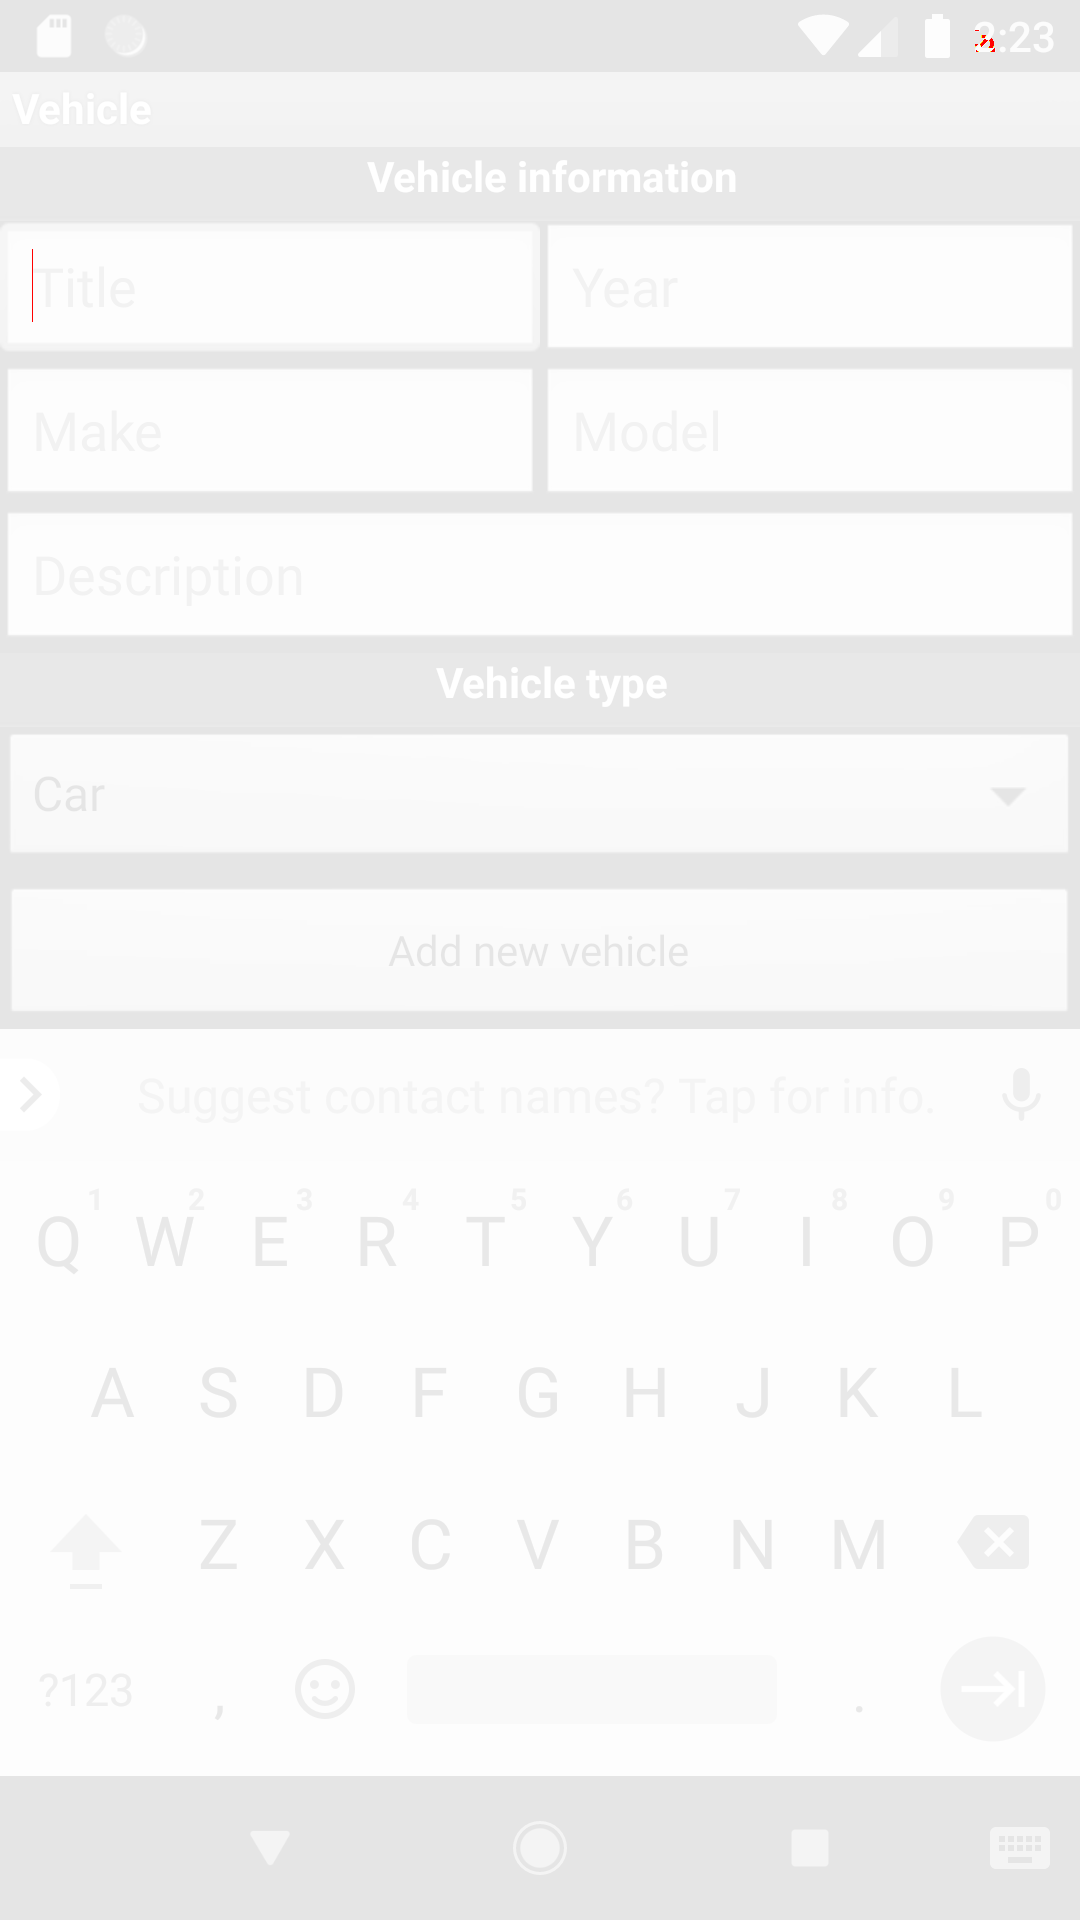 :23
Vehicle
Vehicle information
Title Year
Make Model
Description
Vehicle type
Car
Add new vehicle
Suggest contact names? Tap for info.
1 2 3 4 5 6 7 8 9 0
Q W E R T Y U I O P
A S D F G H J K L
Z X C V B N M
?123 , .